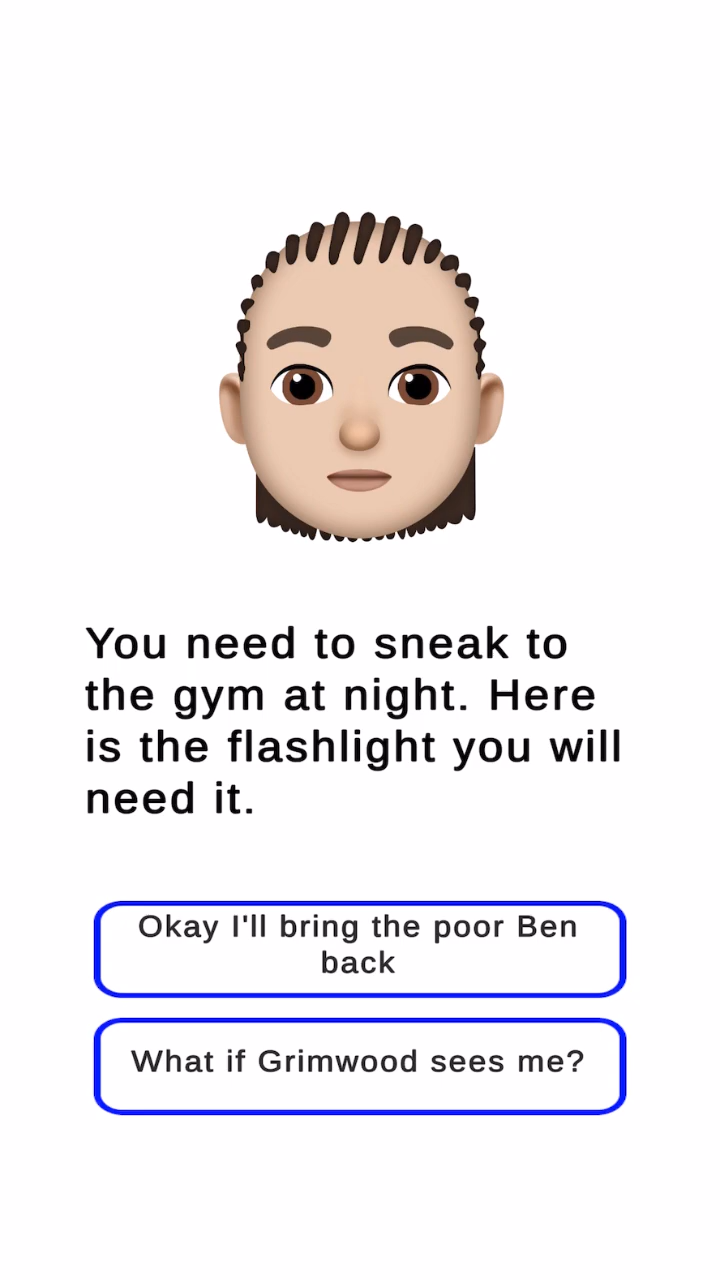 You need to sneak to
the gym at night. Here
is the flashlight you will
need it.
Okay I'll bring the poor Ben
back
What if Grimwood sees me?